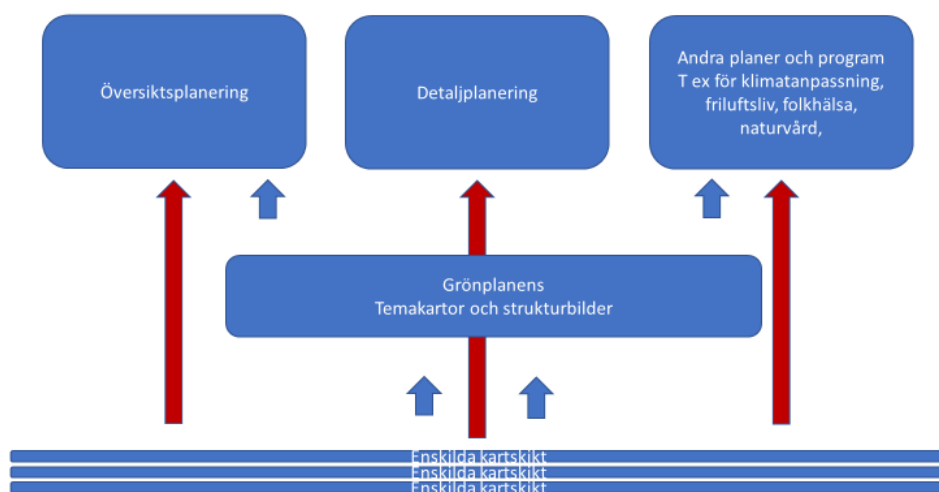 Översiktsplanering
Detaljplanering
Andra planer och program
T ex för klimatanpassning,
friluftsliv, folkhälsa,
naturvård,
Grönplanens
Temakartor och strukturbilder
Enskilda kartskikt
Enskilda kartskikt
Enskilda kartskikt